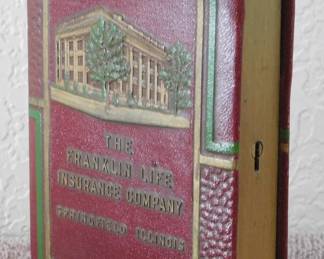 THE
FRANKLIN LIFE
INSURANCE COMPANY
SPRINGFIELD ILLINOIS